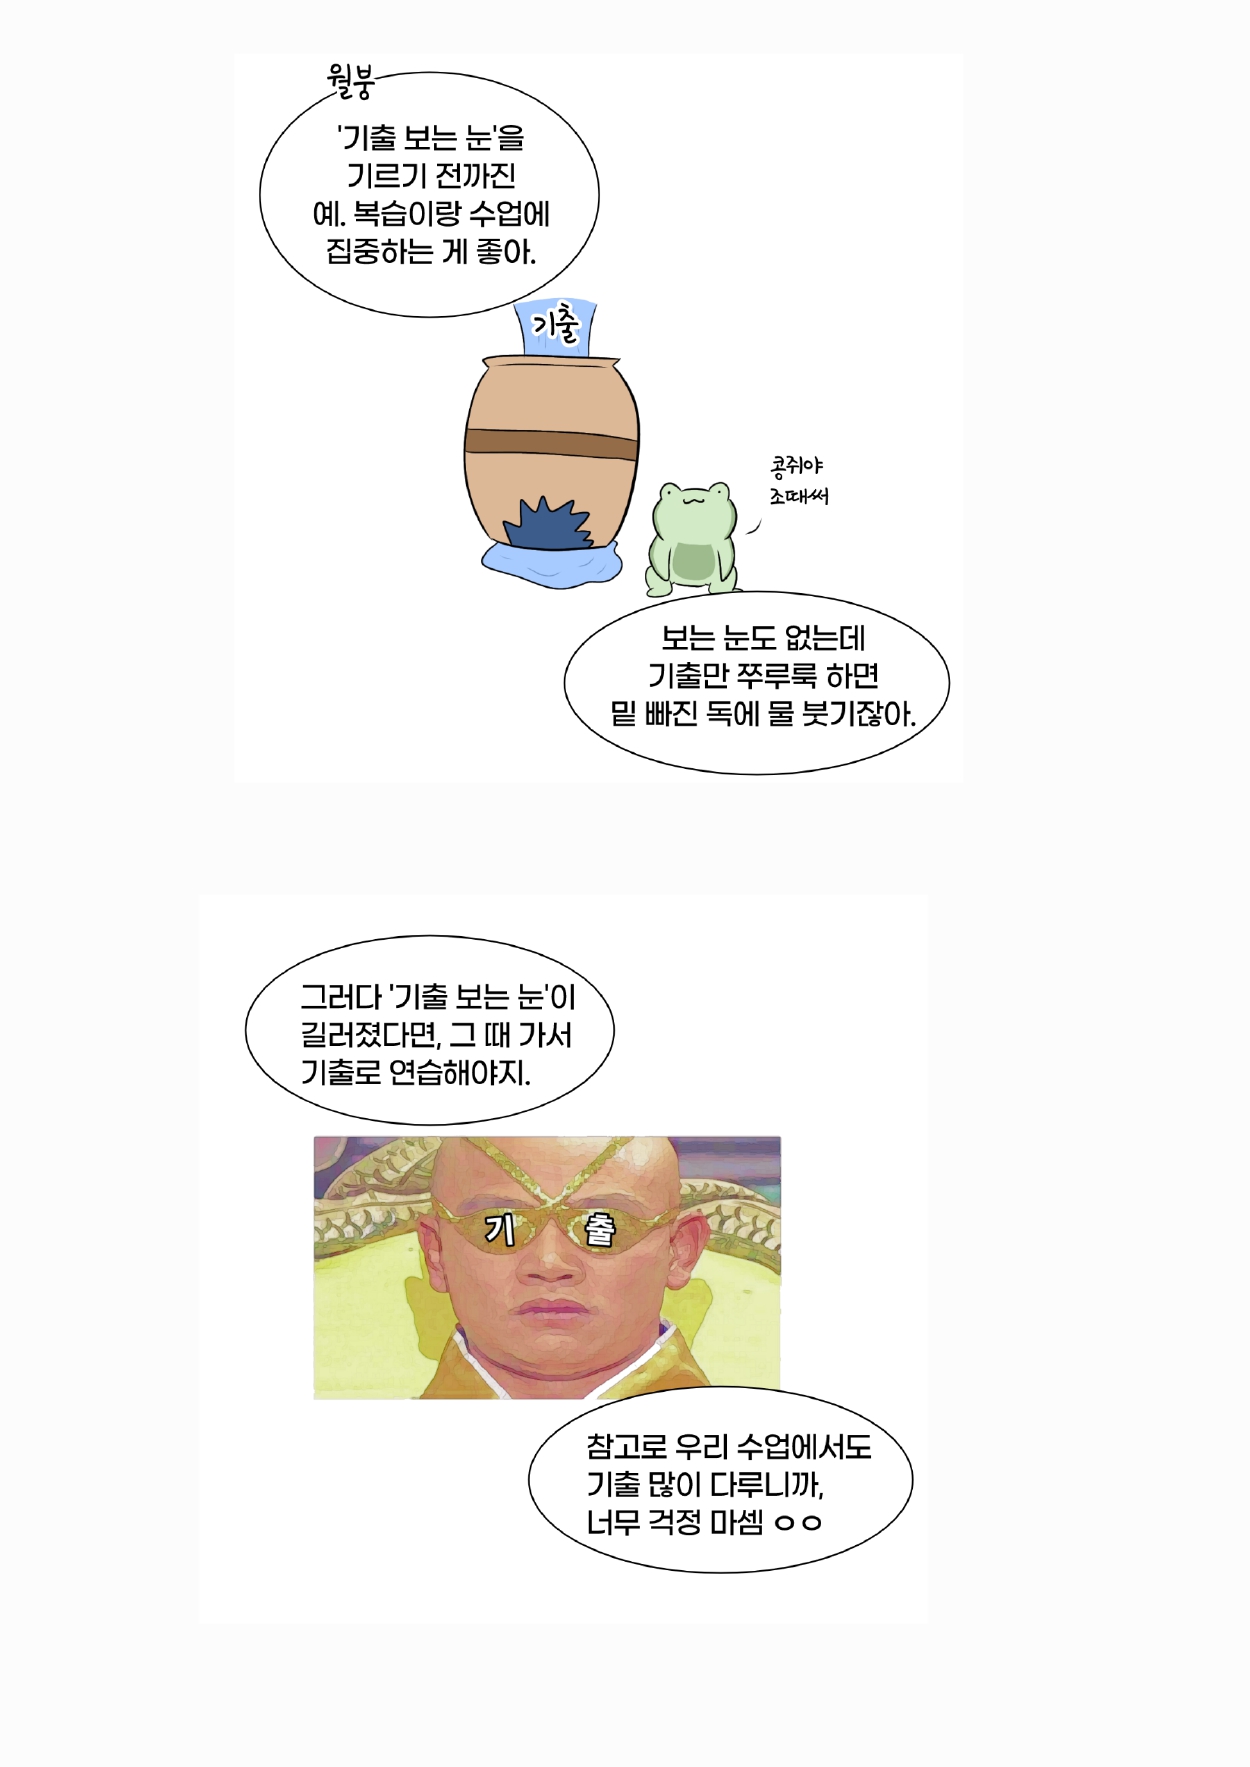 월붕
'기출 보는 눈'을
기르기 전까진
예. 복습이랑 수업에
집중하는 게 좋아.
기출
콩쥐야
조때써
보는 눈도 없는데
기출만 쭈루룩 하면
밑 빠진 독에 물 붓기잖아.
그러다 '기출 보는 눈'이
길러졌다면, 그 때 가서
기출로 연습해야지.
기 출
참고로 우리 수업에서도
기출 많이 다루니까,
너무 걱정 마셈 ㅇㅇ